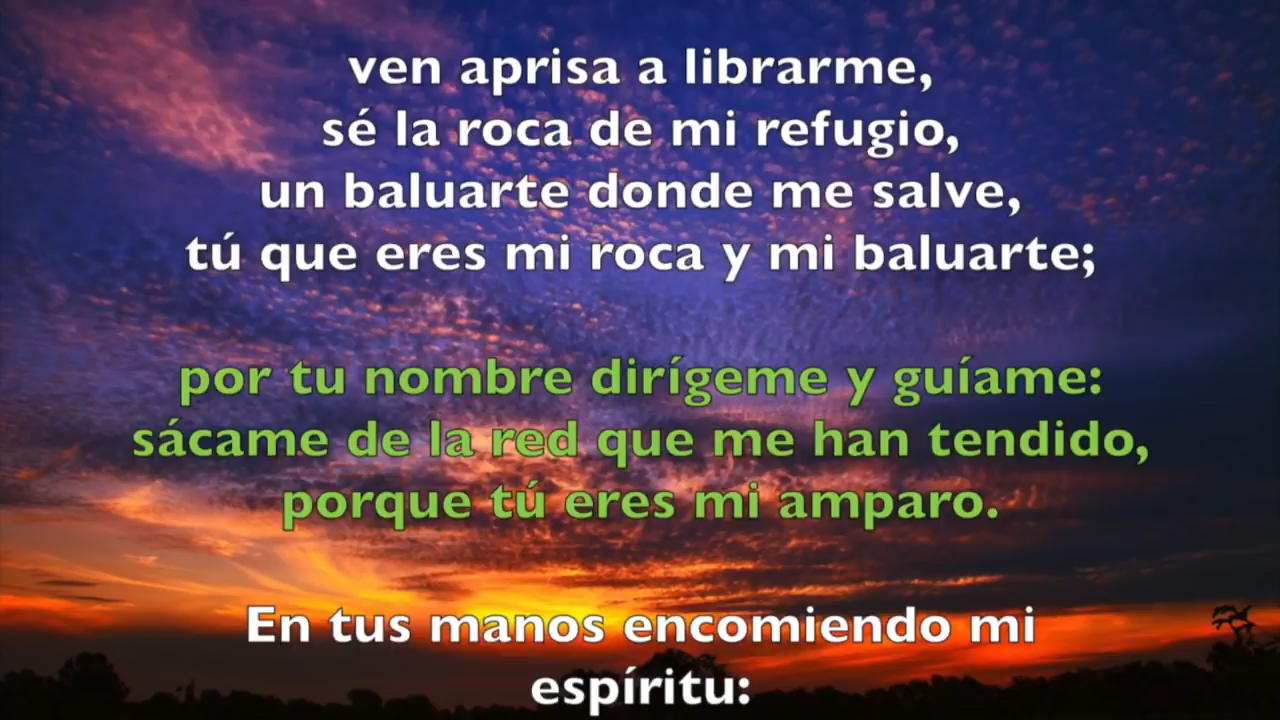 ven aprisa a librarme,
sé la roca de mi refugio,
un baluarte donde me salve,
tú que eres mi roca y mi baluarte;
por tu nombre dirígeme y guíame:
sácame de la red que me han tendido,
porque tú eres mi amparo.
En tus manos encomiendo mi
espíritu: